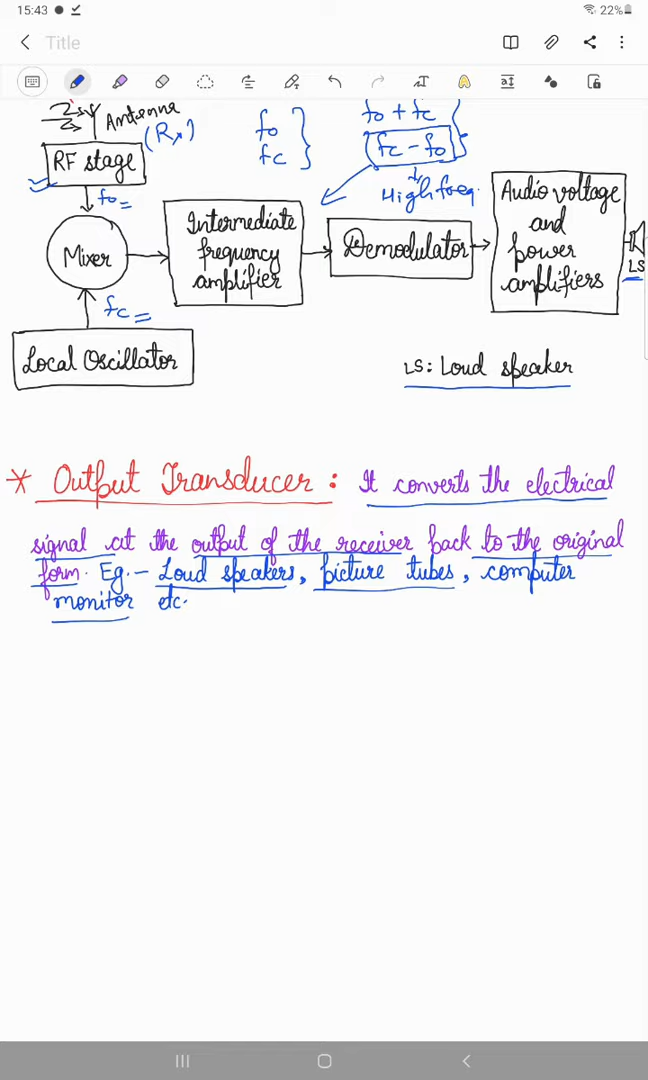 15:43
22%
Title
Antenna
(Rx)
fo
fc
fo + fc
fc - fo
High freq.
RF stage
fo
Mixer
Intermediate
frequency
amplifier
Demodulator
Audio voltage
and
power
amplifiers
LS
fc
Local Oscillator
LS: Loud speaker
* Output Transducer : It converts the electrical
signal at the output of the receiver back to the original
form. Eg. - Loud speakers, picture tubes, computer
monitor etc.